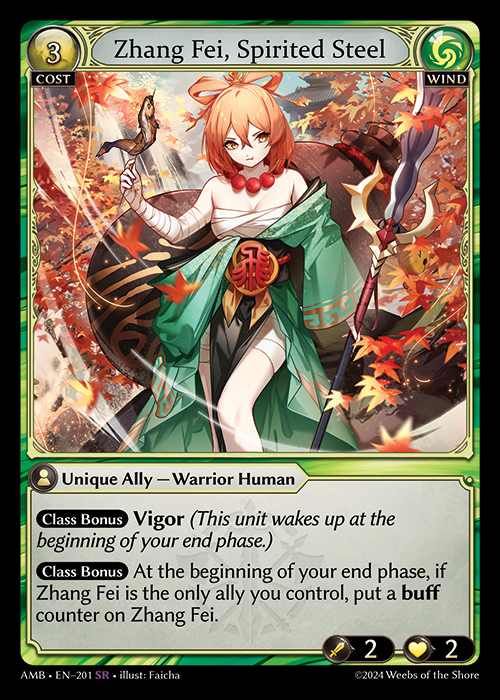 3
Zhang Fei, Spirited Steel
COST
WIND
飛
Unique Ally — Warrior Human
Class Bonus Vigor (This unit wakes up at the
beginning of your end phase.)
Class Bonus At the beginning of your end phase, if
Zhang Fei is the only ally you control, put a buff
counter on Zhang Fei.
2
2
AMB • EN–201 SR • illust: Faicha
©2024 Weebs of the Shore